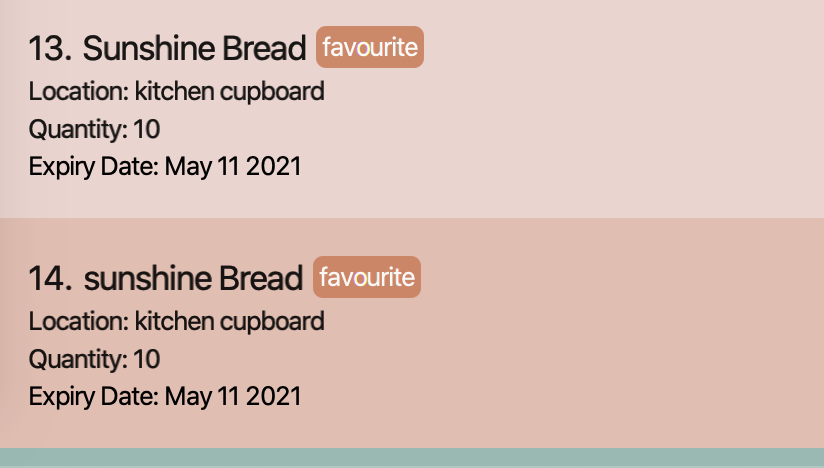 13. Sunshine Bread favourite
Location: kitchen cupboard
Quantity: 10
Expiry Date: May 11 2021
14. sunshine Bread favourite
Location: kitchen cupboard
Quantity: 10
Expiry Date: May 11 2021